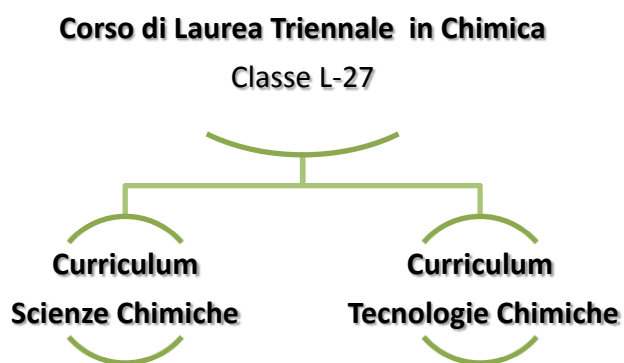 Corso di Laurea Triennale in Chimica
Classe L-27
Curriculum
Scienze Chimiche
Curriculum
Tecnologie Chimiche